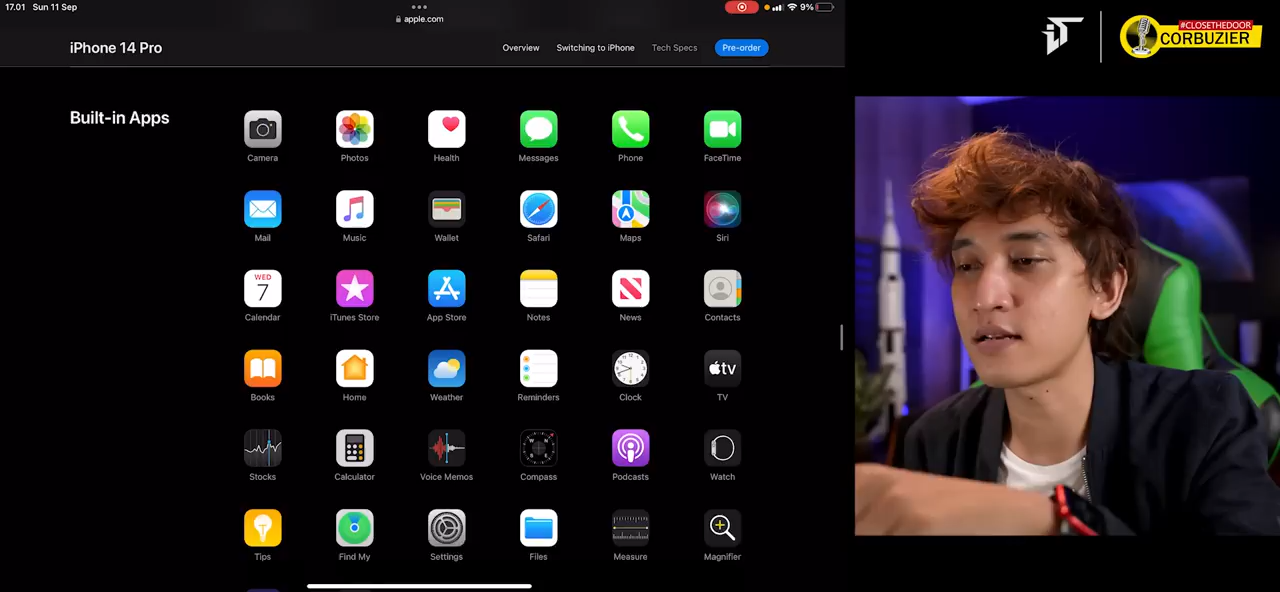 17.01 Sun 11 Sep
9%
apple.com
iPhone 14 Pro
Overview
Switching to iPhone
Tech Specs
Pre-order
#CLOSETHEDOOR
CORBUZIER
Built-in Apps
Camera
Photos
Health
Messages
Phone
FaceTime
Mail
Music
Wallet
Safari
Maps
Siri
WED
7
Calendar
iTunes Store
App Store
Notes
News
Contacts
Books
Home
Weather
Reminders
Clock
tv
TV
Stocks
Calculator
Voice Memos
Compass
Podcasts
Watch
Tips
Find My
Settings
Files
Measure
Magnifier